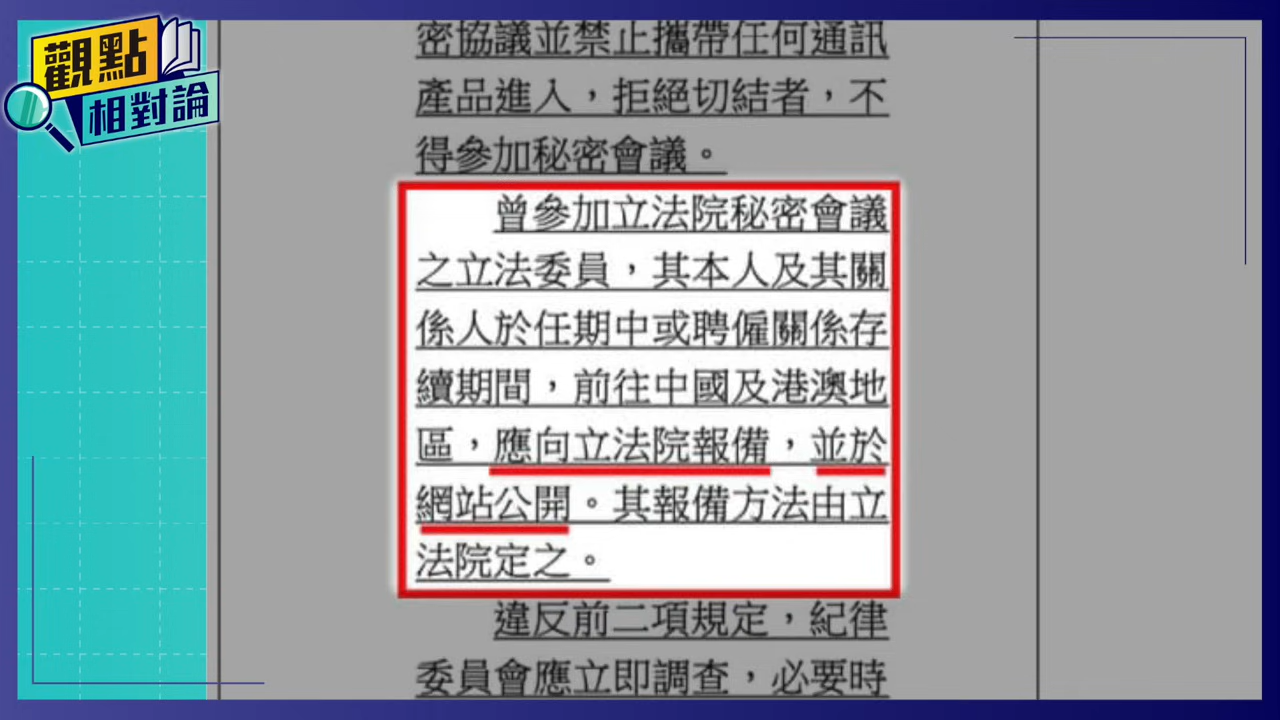 觀點
相對論
密協議並禁止攜帶任何通訊
產品進入，拒絕切結者，不
得參加秘密會議。
曾參加立法院秘密會議
之立法委員，其本人及其關
係人於任期中或聘僱關係存
續期間，前往中國及港澳地
區，應向立法院報備，並於
網站公開。其報備方法由立
法院定之。
違反前二項規定，紀律
委員會應立即調查，必要時